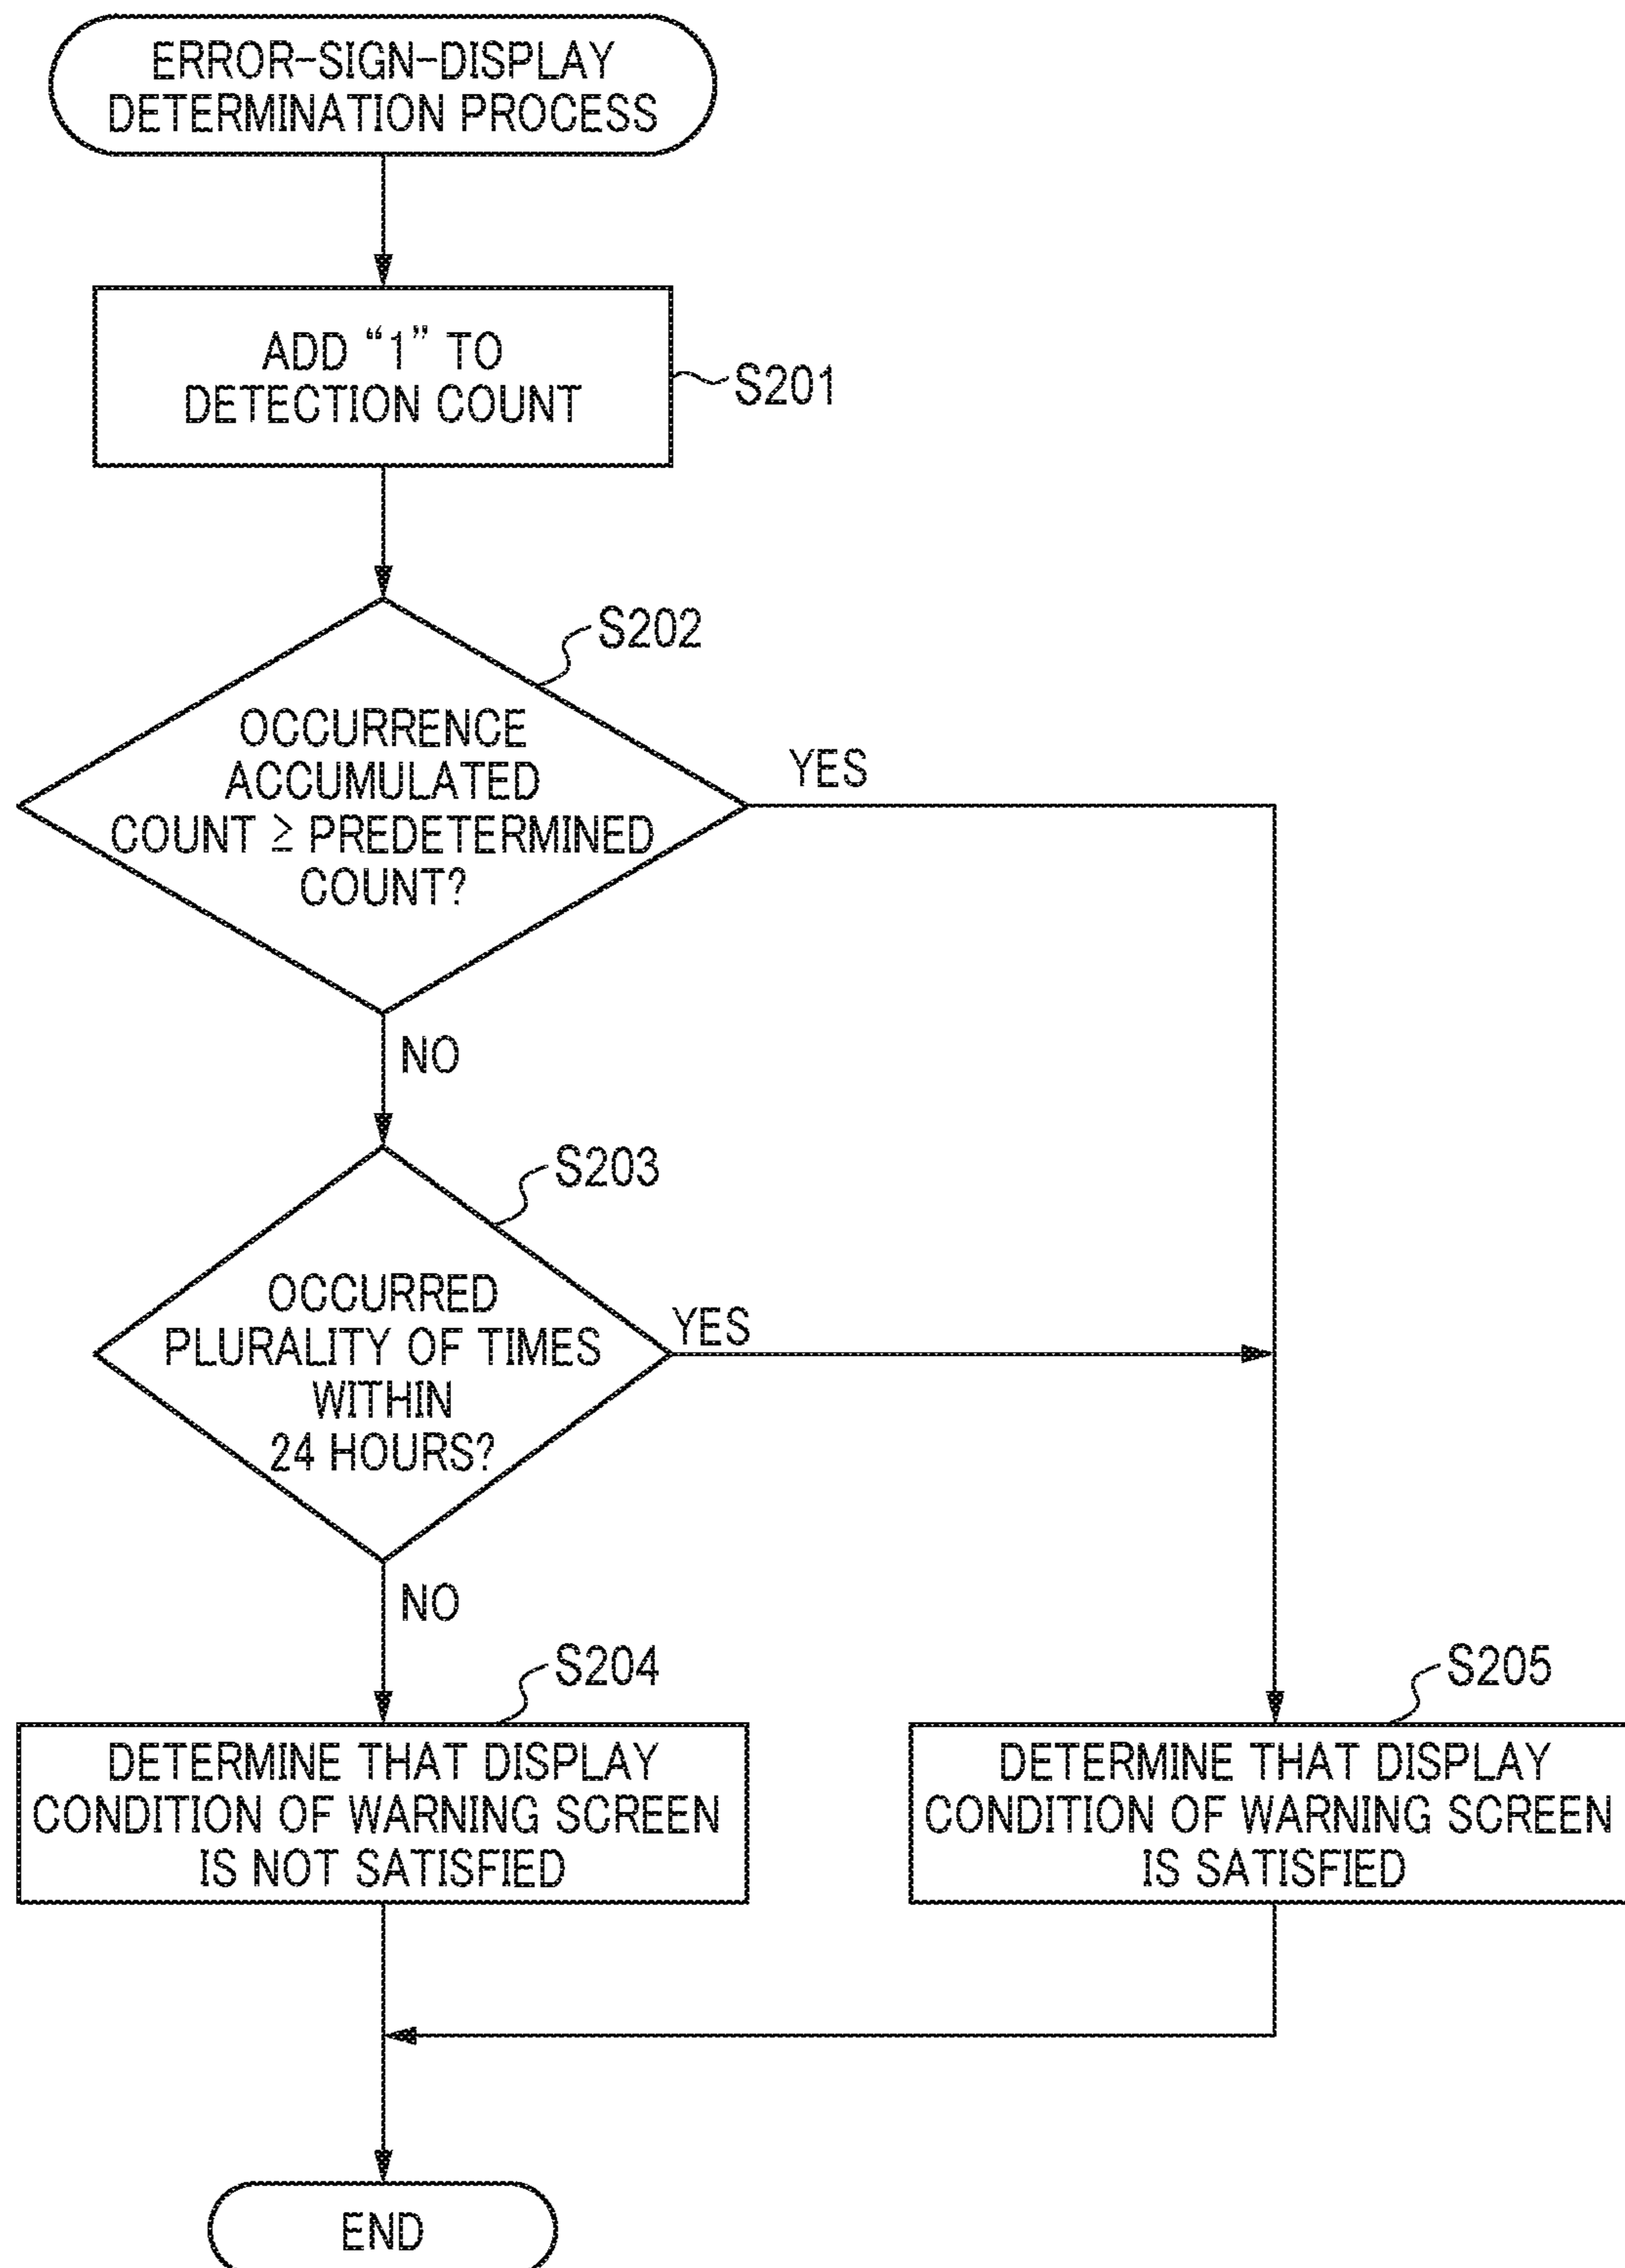 ERROR-SIGN-DISPLAY
DETERMINATION PROCESS
ADD “1” TO
DETECTION COUNT
S201
S202
OCCURRENCE
ACCUMULATED
COUNT ≥ PREDETERMINED
COUNT?
YES
NO
S203
OCCURRED
PLURALITY OF TIMES
WITHIN
24 HOURS?
YES
NO
S204
DETERMINE THAT DISPLAY
CONDITION OF WARNING SCREEN
IS NOT SATISFIED
S205
DETERMINE THAT DISPLAY
CONDITION OF WARNING SCREEN
IS SATISFIED
END